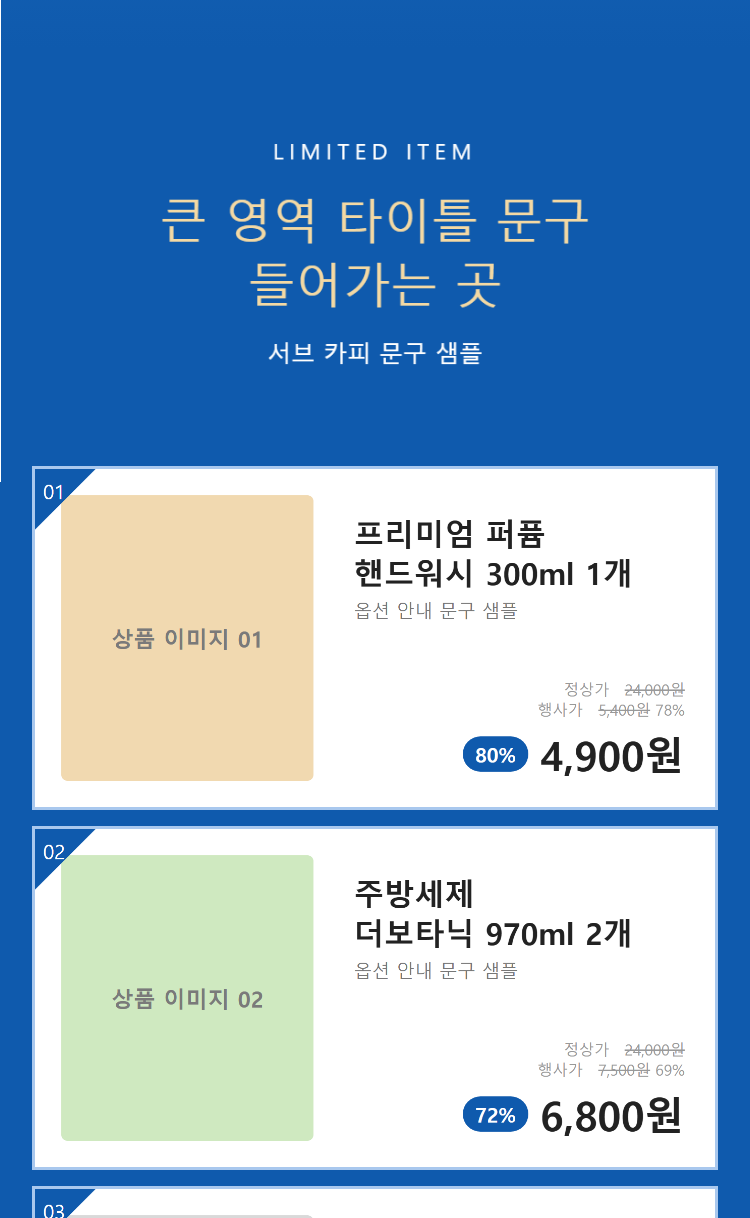 LIMITED ITEM
큰 영역 타이틀 문구
들어가는 곳
서브 카피 문구 샘플
01
상품 이미지 01
프리미엄 퍼퓸
핸드워시 300ml 1개
옵션 안내 문구 샘플
정상가 24,000원
행사가 5,400원 78%
80% 4,900원
02
상품 이미지 02
주방세제
더보타닉 970ml 2개
옵션 안내 문구 샘플
정상가 24,000원
행사가 7,500원 69%
72% 6,800원
03